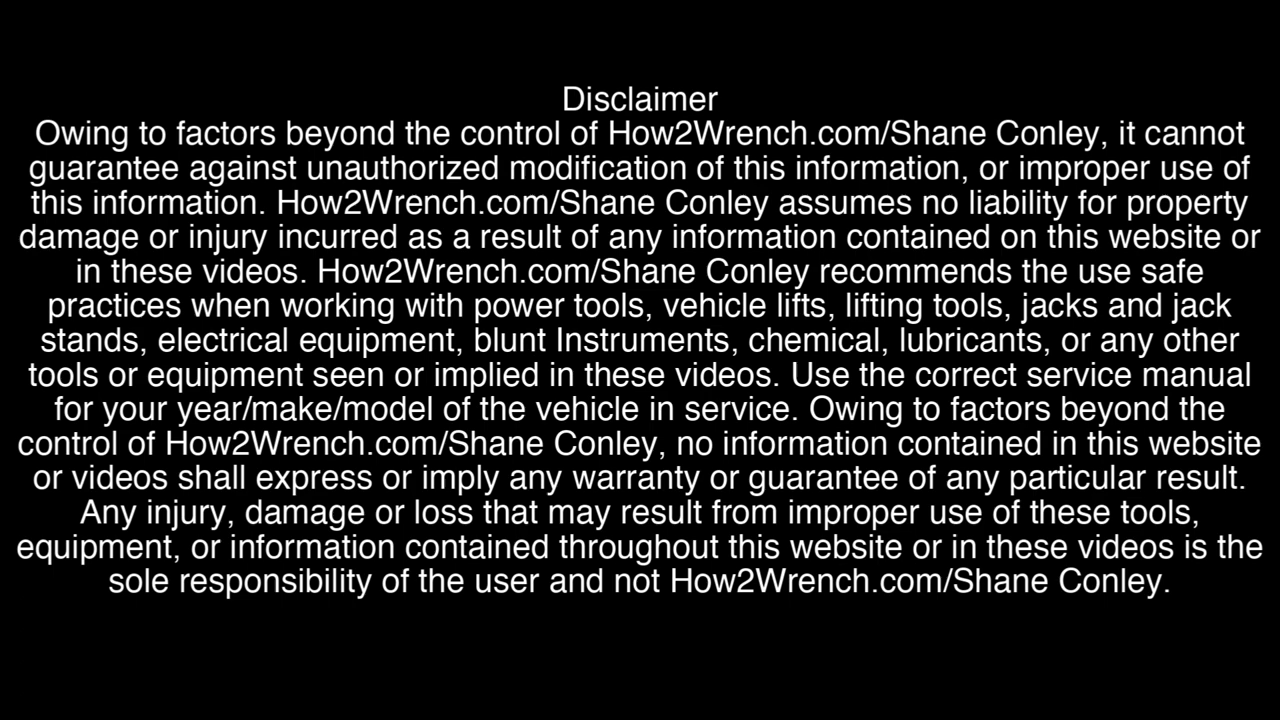 Disclaimer
Owing to factors beyond the control of How2Wrench.com/Shane Conley, it cannot
guarantee against unauthorized modification of this information, or improper use of
this information. How2Wrench.com/Shane Conley assumes no liability for property
damage or injury incurred as a result of any information contained on this website or
in these videos. How2Wrench.com/Shane Conley recommends the use safe
practices when working with power tools, vehicle lifts, lifting tools, jacks and jack
stands, electrical equipment, blunt Instruments, chemical, lubricants, or any other
tools or equipment seen or implied in these videos. Use the correct service manual
for your year/make/model of the vehicle in service. Owing to factors beyond the
control of How2Wrench.com/Shane Conley, no information contained in this website
or videos shall express or imply any warranty or guarantee of any particular result.
Any injury, damage or loss that may result from improper use of these tools,
equipment, or information contained throughout this website or in these videos is the
sole responsibility of the user and not How2Wrench.com/Shane Conley.